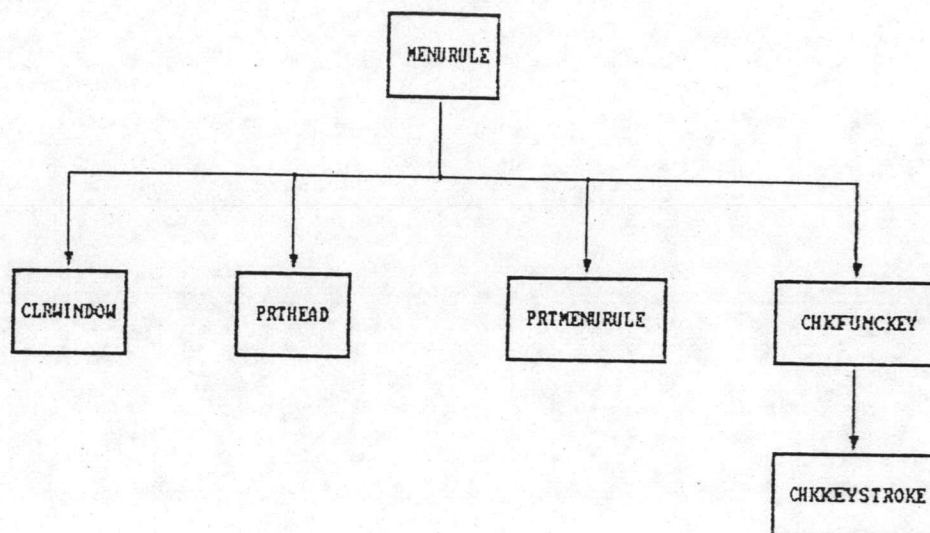 MENURULE
CLRWINDOW
PRTHEAD
PRTMENURULE
CHKFUNCKEY
CHKKEYSTROKE